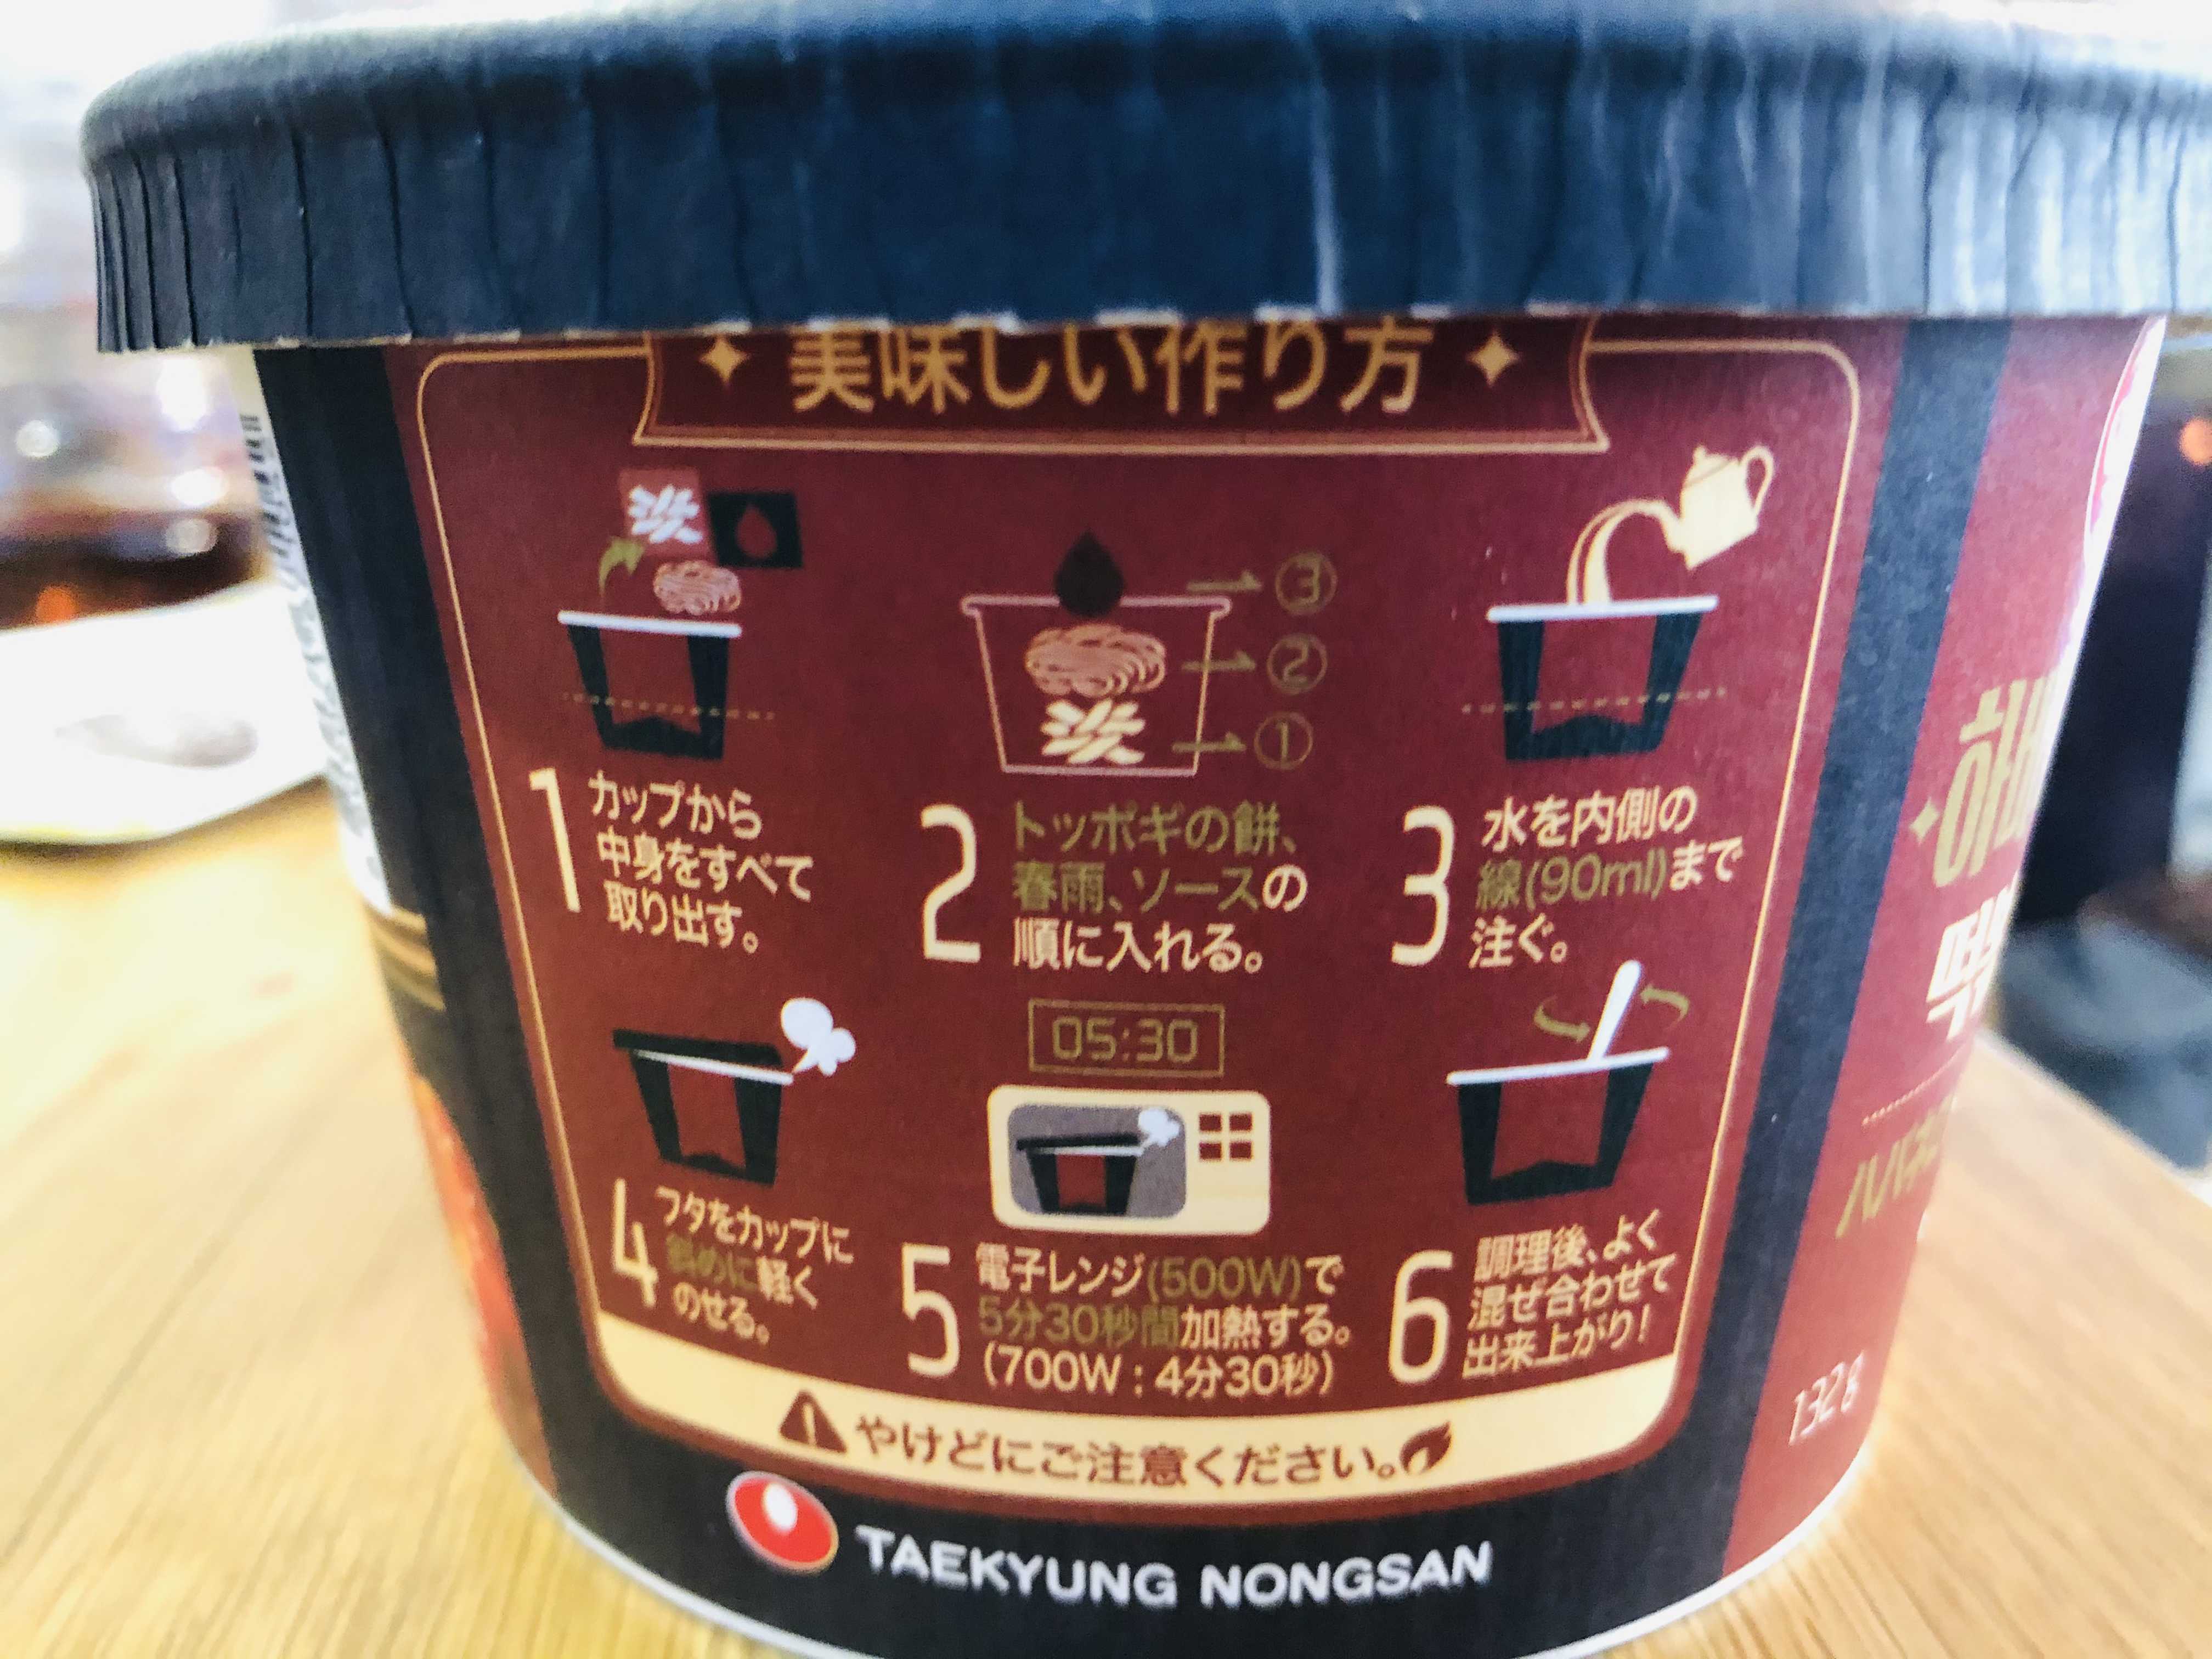 美味しい作り方
③
②
①
1 カップから
中身をすべて
取り出す。
2 トッポギの餅、
春雨、ソースの
順に入れる。
3 水を内側の
線(90ml)まで
注ぐ。
05:30
4 フタをカップに
斜めに軽く
のせる。
5 電子レンジ(500W)で
5分30秒間加熱する。
(700W:4分30秒)
6 調理後、よく
混ぜ合わせて
出来上がり!
やけどにご注意ください。
TAEKYUNG NONGSAN
하바
ハバネ
132g